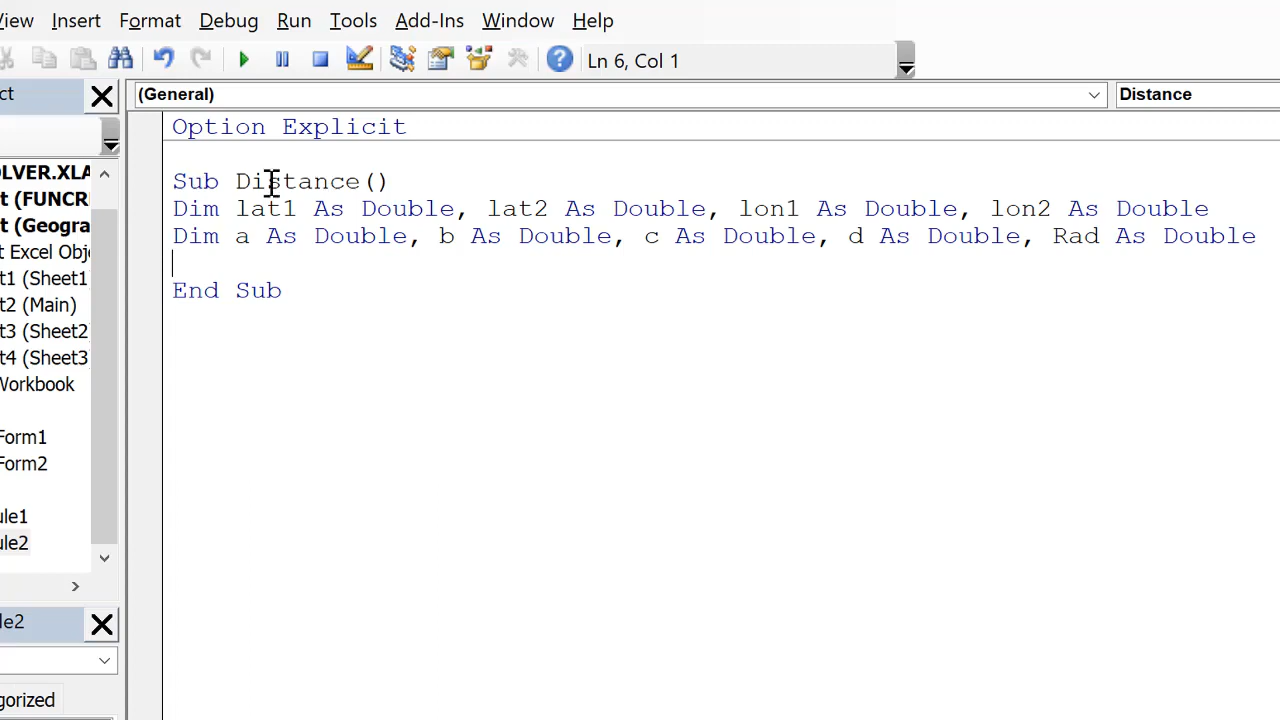 View Insert Format Debug Run Tools Add-Ins Window Help
Ln 6, Col 1
ct
(General) Distance
Option Explicit
OLVER.XLA
t (FUNCR
t (Geogra
t Excel Obj
t1 (Sheet1)
t2 (Main)
t3 (Sheet2
t4 (Sheet3)
Workbook
Form1
Form2
ule1
ule2
Sub Distance()
Dim lat1 As Double, lat2 As Double, lon1 As Double, lon2 As Double
Dim a As Double, b As Double, c As Double, d As Double, Rad As Double
End Sub
le2
gorized